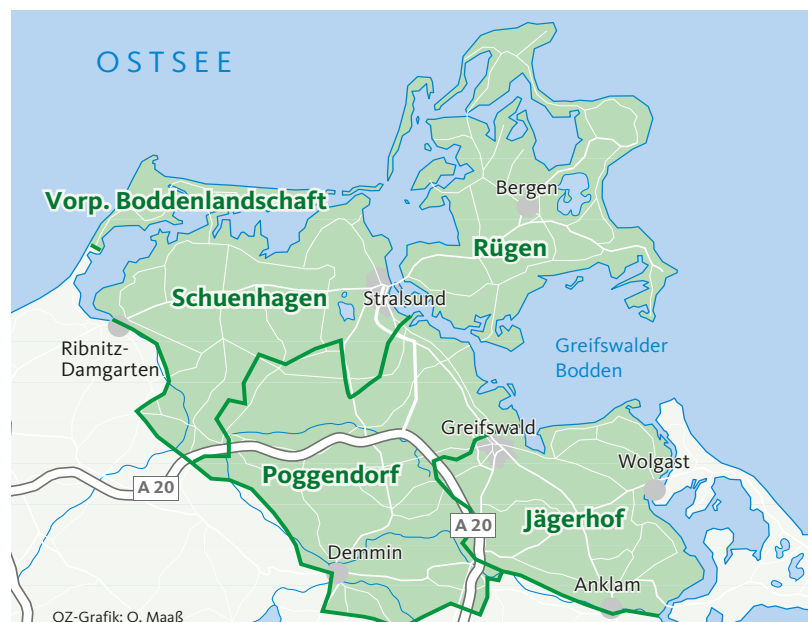 OSTSEE
Vorp. Boddenlandschaft
Bergen
Rügen
Schuenhagen
Stralsund
Ribnitz-
Damgarten
Greifswalder
Bodden
Greifswald
Wolgast
Poggendorf
A 20
Jägerhof
A 20
Demmin
Anklam
OZ-Grafik: O. Maaß